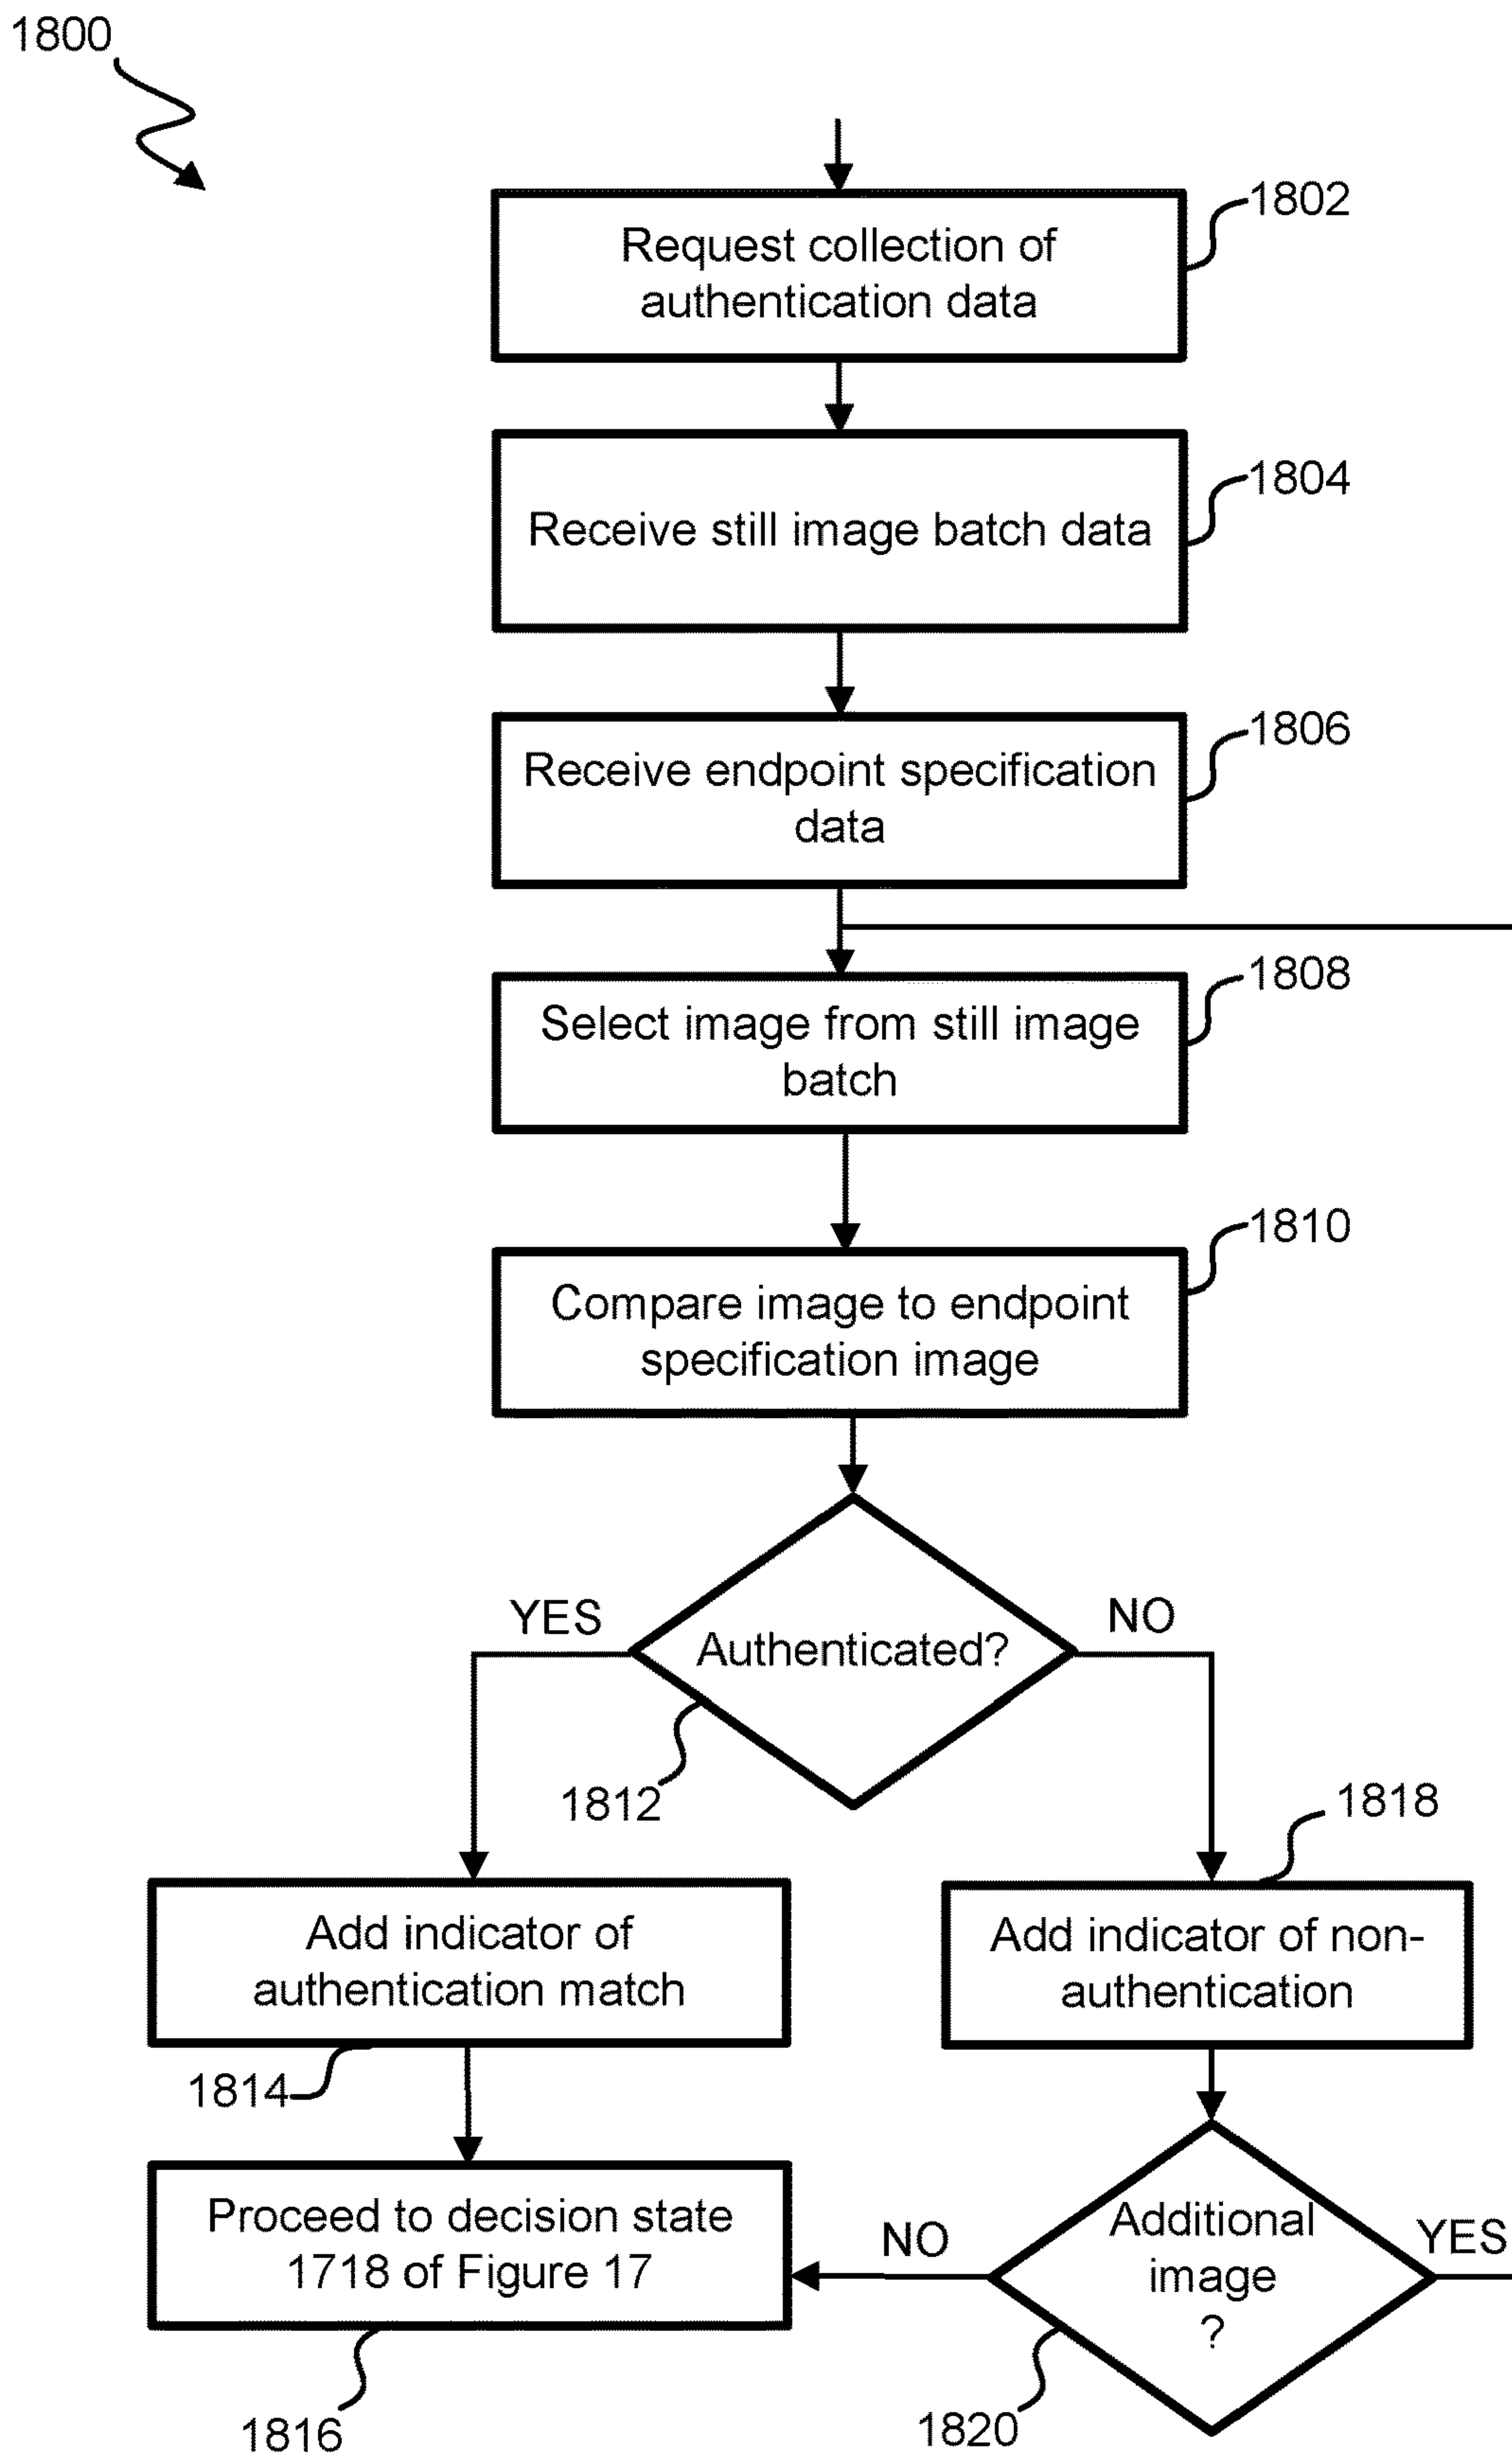 1800
1802
Request collection of
authentication data
1804
Receive still image batch data
1806
Receive endpoint specification
data
1808
Select image from still image
batch
1810
Compare image to endpoint
specification image
YES
NO
Authenticated?
1812
1818
Add indicator of
authentication match
Add indicator of non-
authentication
1814
Proceed to decision state
1718 of Figure 17
NO
Additional
image
?
YES
1816
1820